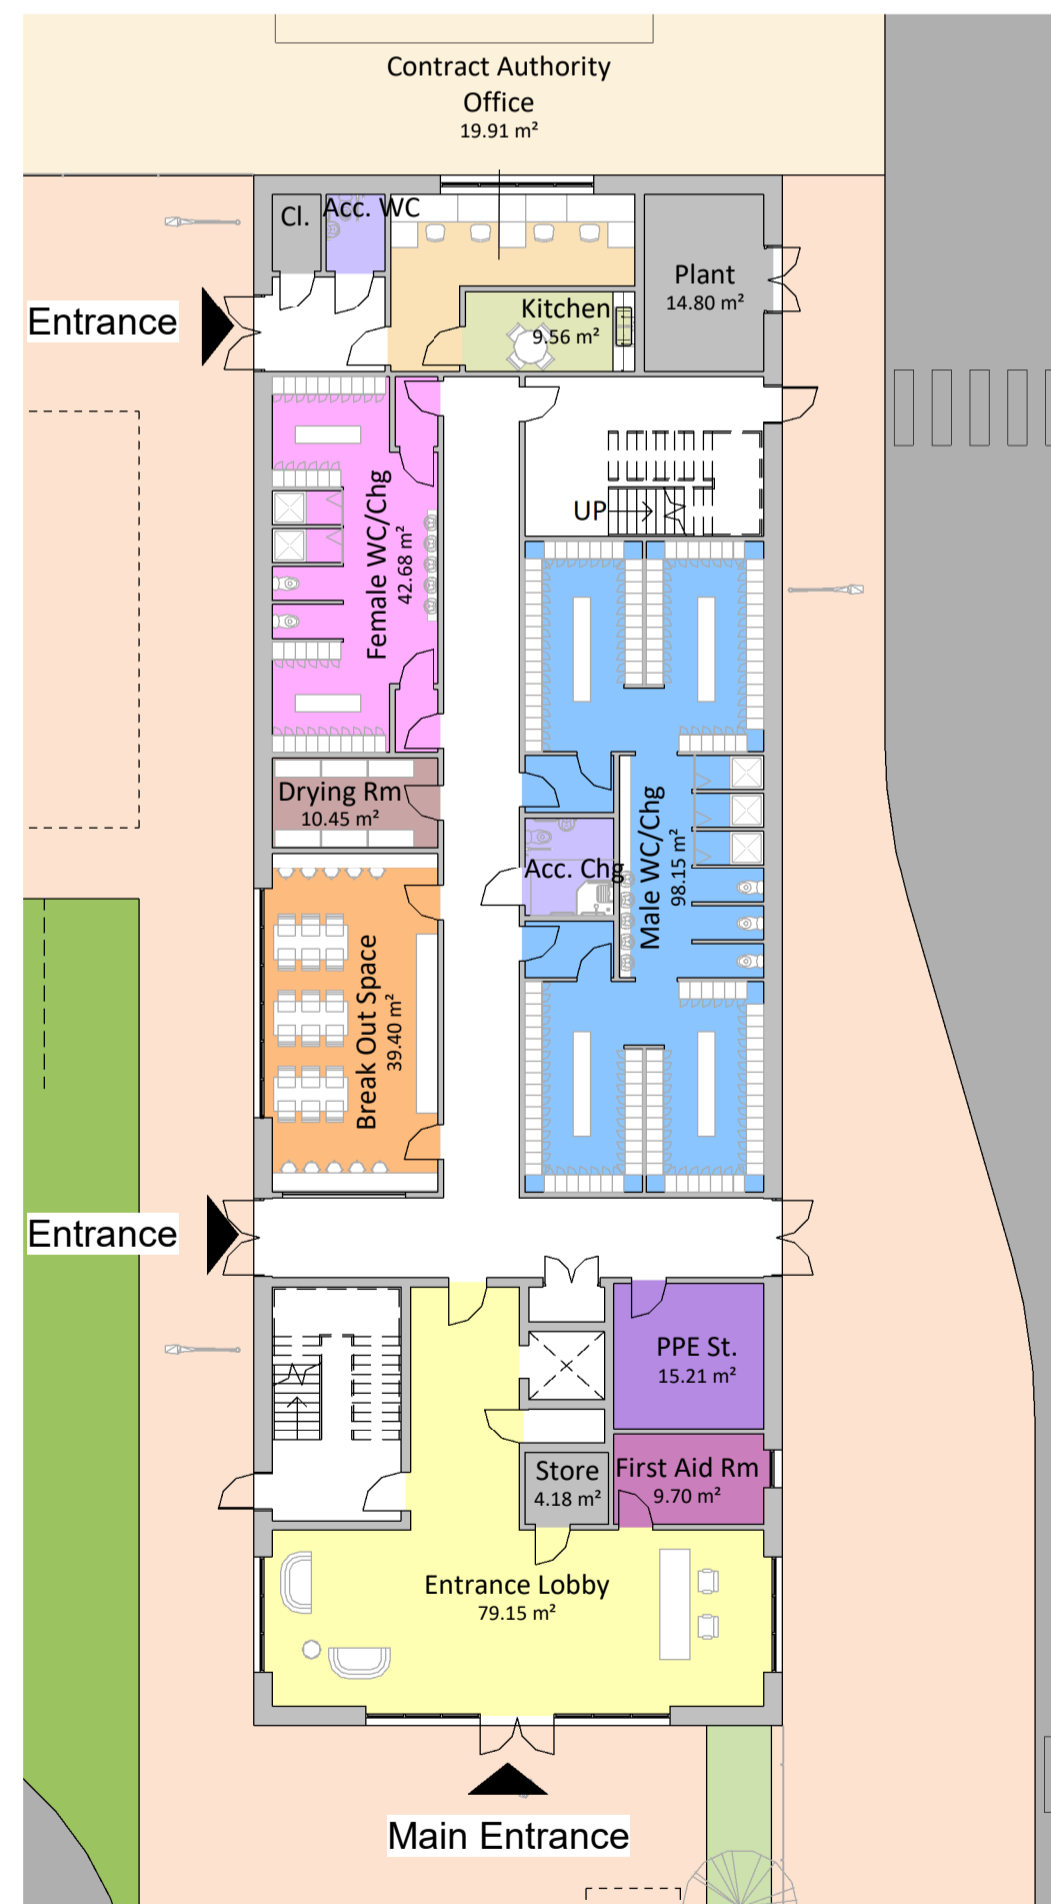 Contract Authority
Office
19.91 m²
Cl.
Acc. WC
Plant
14.80 m²
Entrance
Kitchen
9.56 m²
Female WC/Chg
42.68 m²
UP
Drying Rm
10.45 m²
Male WC/Chg
98.15 m²
Acc. Chg
Break Out Space
39.40 m²
Entrance
PPE St.
15.21 m²
Store
4.18 m²
First Aid Rm
9.70 m²
Entrance Lobby
79.15 m²
Main Entrance